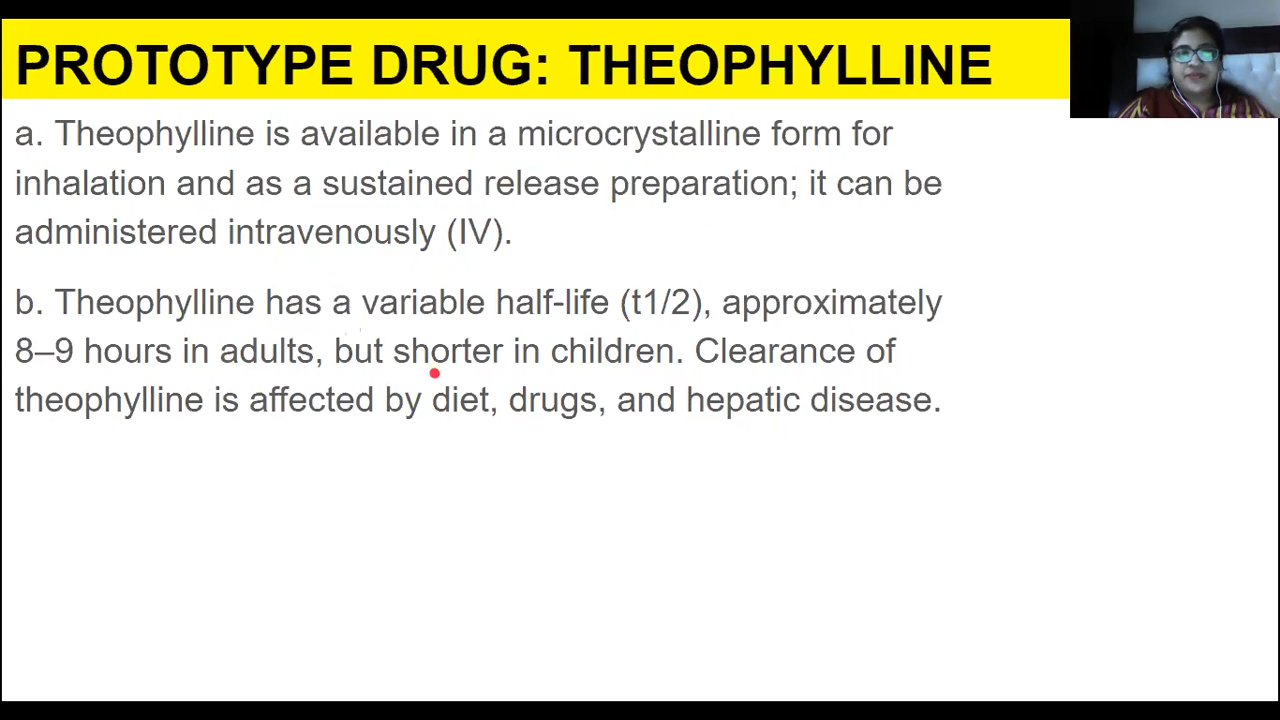 PROTOTYPE DRUG: THEOPHYLLINE
a. Theophylline is available in a microcrystalline form for
inhalation and as a sustained release preparation; it can be
administered intravenously (IV).
b. Theophylline has a variable half-life (t1/2), approximately
8–9 hours in adults, but shorter in children. Clearance of
theophylline is affected by diet, drugs, and hepatic disease.